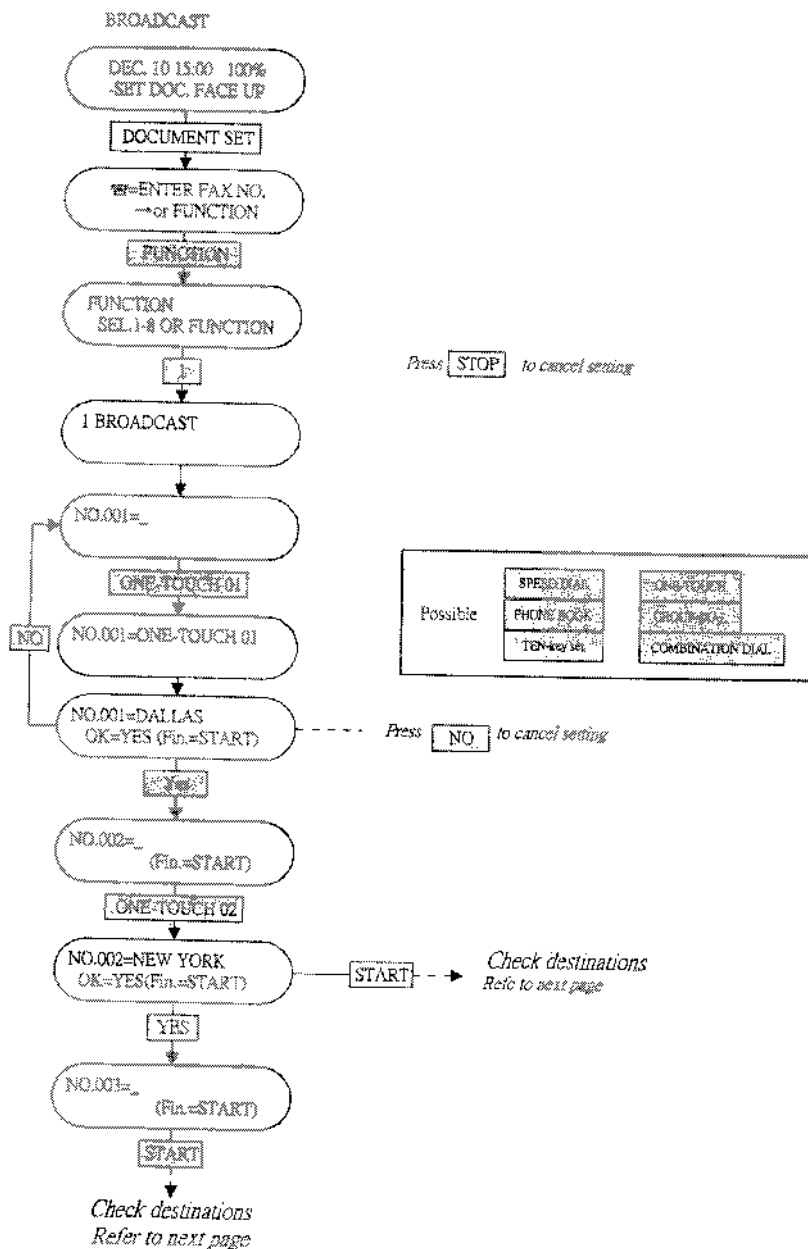 BROADCAST
DEC. 10 15:00 100%
-SET DOC. FACE UP
DOCUMENT SET
☎=ENTER FAX NO.
→or FUNCTION
FUNCTION
FUNCTION
SEL.1-8 OR FUNCTION
1
Press STOP to cancel setting
1 BROADCAST
NO.001=_
ONE-TOUCH 01
NO
NO.001=ONE-TOUCH 01
Possible
SPEED DIAL
ONE-TOUCH
PHONE BOOK
GROUP
TEN-key set
COMBINATION DIAL
NO.001=DALLAS
OK=YES (Fin.=START)
Press NO to cancel setting
Yes
NO.002=_
(Fin.=START)
ONE-TOUCH 02
NO.002=NEW YORK
OK=YES(Fin.=START)
START
Check destinations
Refe to next page
YES
NO.003=_
(Fin.=START)
START
Check destinations
Refer to next page